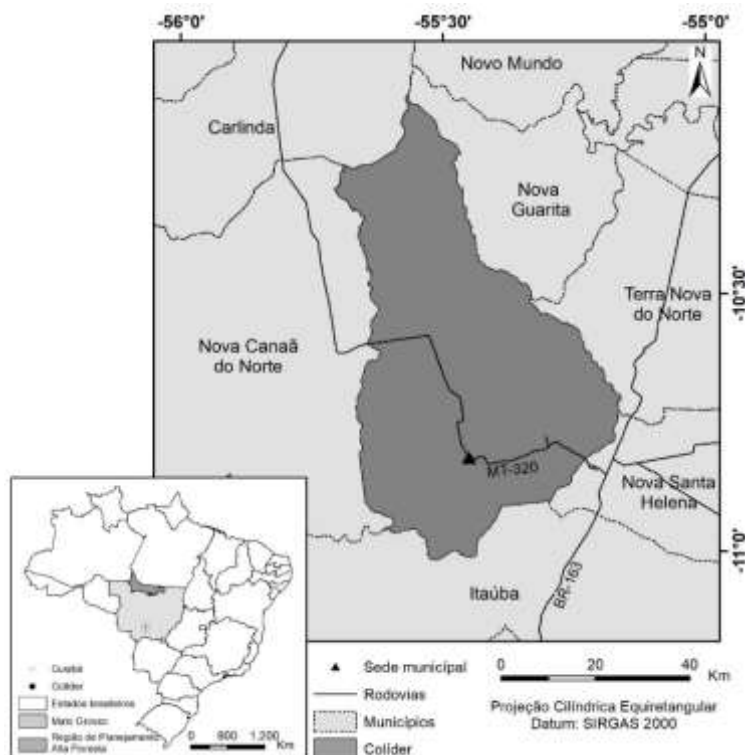 -56°0'
-55°30'
-55°0'
N
Novo Mundo
Carlinda
Nova
Guarita
-10°30'
Terra Nova
do Norte
Nova Canaã
do Norte
MT-320
Nova Santa
Helena
-11°0'
Itaúba
BR-163
Sede municipal
Rodovias
Municípios
Colíder
0 10 20 40
Km
Projeção Cilíndrica Equirelangular
Datum: SIRGAS 2000
Cuiabá
Colíder
Estados brasileiros
Mato Grosso
Região de Planejamento
Alta Floresta
0 600 1.200
Km